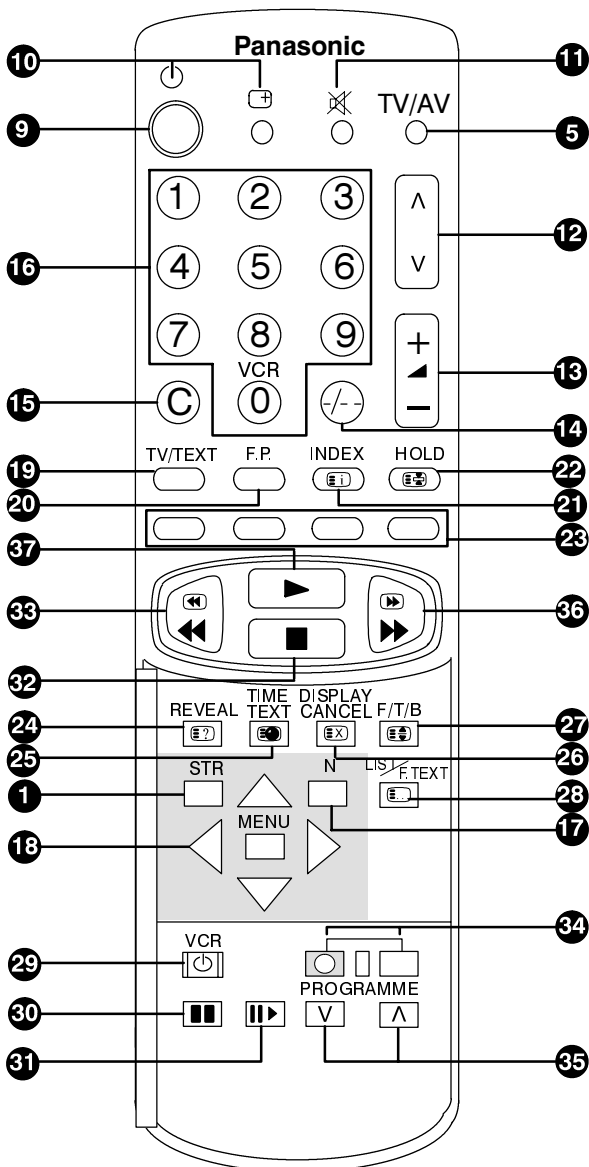 Panasonic
10
11
TV/AV
9
5
1 2 3
12
16
4 5 6
7 8 9
13
VCR
15
C 0 -/--
14
TV/TEXT F.P. INDEX HOLD
19
22
i
20
21
23
37
33
36
32
REVEAL TIME TEXT DISPLAY CANCEL F/T/B
24
27
? X
25
26
STR N LIST/F.TEXT
1
28
17
MENU
18
34
VCR
29
PROGRAMME
30
V Λ
31
35